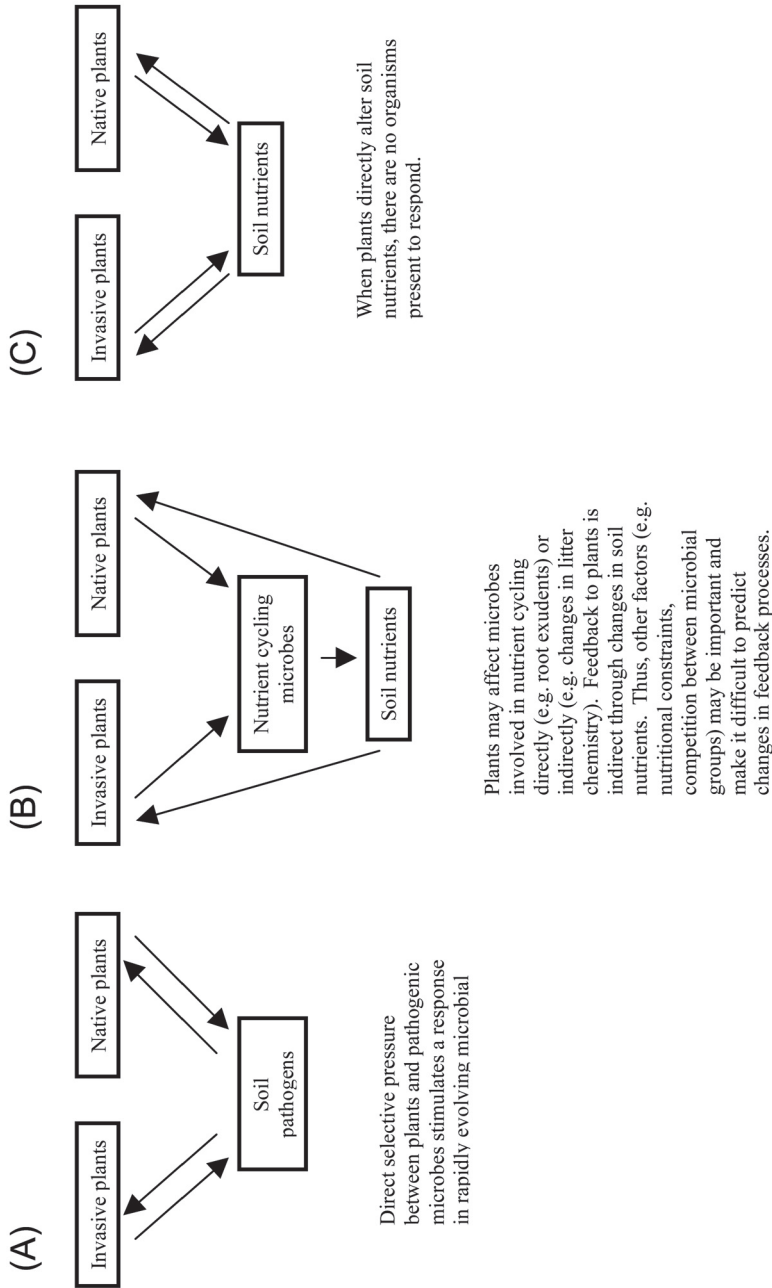 (A)
Invasive plants
Native plants
Soil
pathogens
Direct selective pressure
between plants and pathogenic
microbes stimulates a response
in rapidly evolving microbial
(B)
Invasive plants
Native plants
Nutrient cycling
microbes
Soil nutrients
Plants may affect microbes
involved in nutrient cycling
directly (e.g. root exudents) or
indirectly (e.g. changes in litter
chemistry). Feedback to plants is
indirect through changes in soil
nutrients. Thus, other factors (e.g.
nutritional constraints,
competition between microbial
groups) may be important and
make it difficult to predict
changes in feedback processes.
(C)
Invasive plants
Native plants
Soil nutrients
When plants directly alter soil
nutrients, there are no organisms
present to respond.